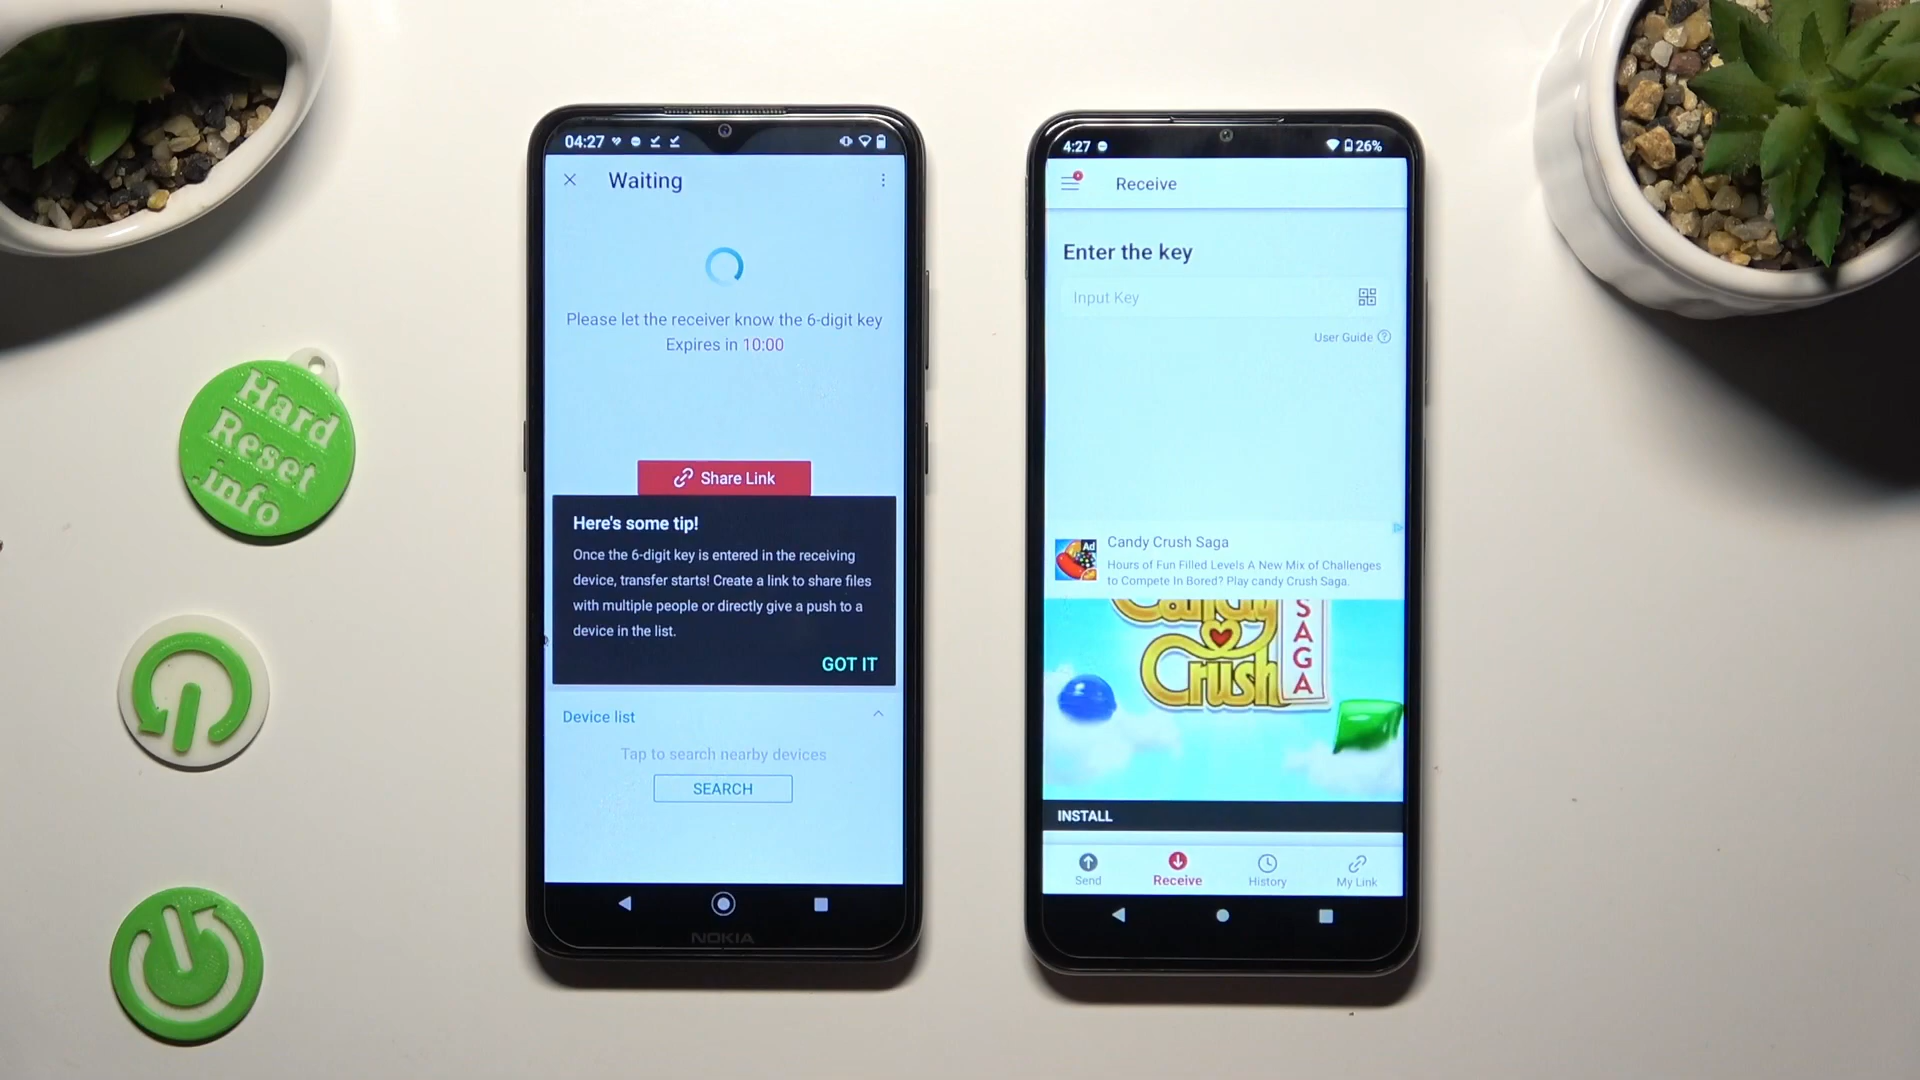 Hard
Reset
.info
04:27
Waiting
Please let the receiver know the 6-digit key
Expires in 10:00
Share Link
Here's some tip!
Once the 6-digit key is entered in the receiving
device, transfer starts! Create a link to share files
with multiple people or directly give a push to a
device in the list.
GOT IT
Device list
Tap to search nearby devices
SEARCH
NOKIA
4:27
26%
Receive
Enter the key
Input Key
User Guide
Ad
Candy Crush Saga
Hours of Fun Filled Levels A New Mix of Challenges
to Compete In Bored? Play candy Crush Saga.
Candy
Crush
SAGA
INSTALL
Send
Receive
History
My Link